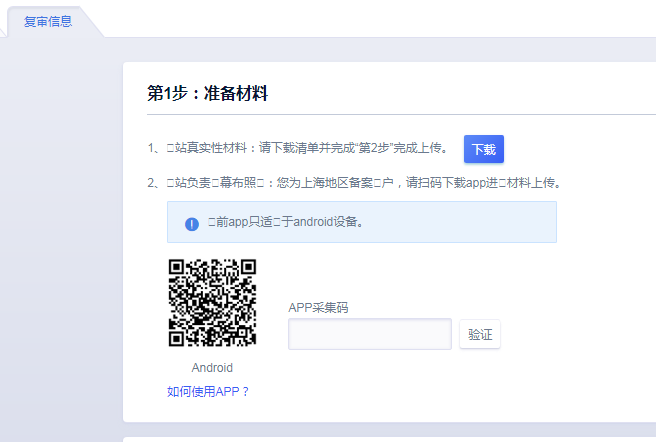 复审信息
第1步：准备材料
1、□站真实性材料：请下载清单并完成“第2步”完成上传。 下载
2、□站负责□幕布照□：您为上海地区备案□户，请扫码下载app进□材料上传。
□前app只适□于android设备。
APP采集码
验证
Android
如何使用APP？